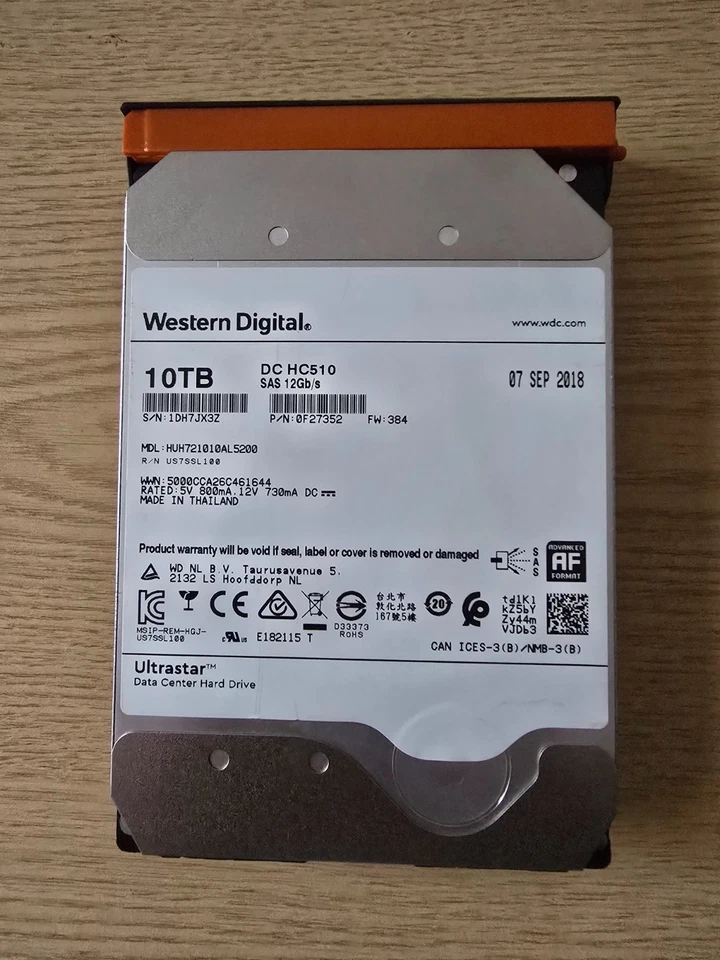 Western Digital®
www.wdc.com
10TB
DC HC510
SAS 12Gb/s
07 SEP 2018
S/N:1DH7JX3Z
P/N:0F27352
FW:384
MDL:HUH721010AL5200
R/N US7SSL100
WWN:5000CCA26C461644
RATED:5V 800mA,12V 730mA DC
MADE IN THAILAND
Product warranty will be void if seal, label or cover is removed or damaged
SAS
ADVANCED
AF
FORMAT
WD NL B.V. Taurusavenue 5.
2132 LS Hoofddorp NL
CE
20
台北市
敦化北路
167號5樓
td1K1
kZ5bY
Zy44m
VJDb3
MSIP-REM-HGJ-
US7SSL100
c RU us
E182115 T
D33373
RoHS
CAN ICES-3(B)/NMB-3(B)
Ultrastar™
Data Center Hard Drive